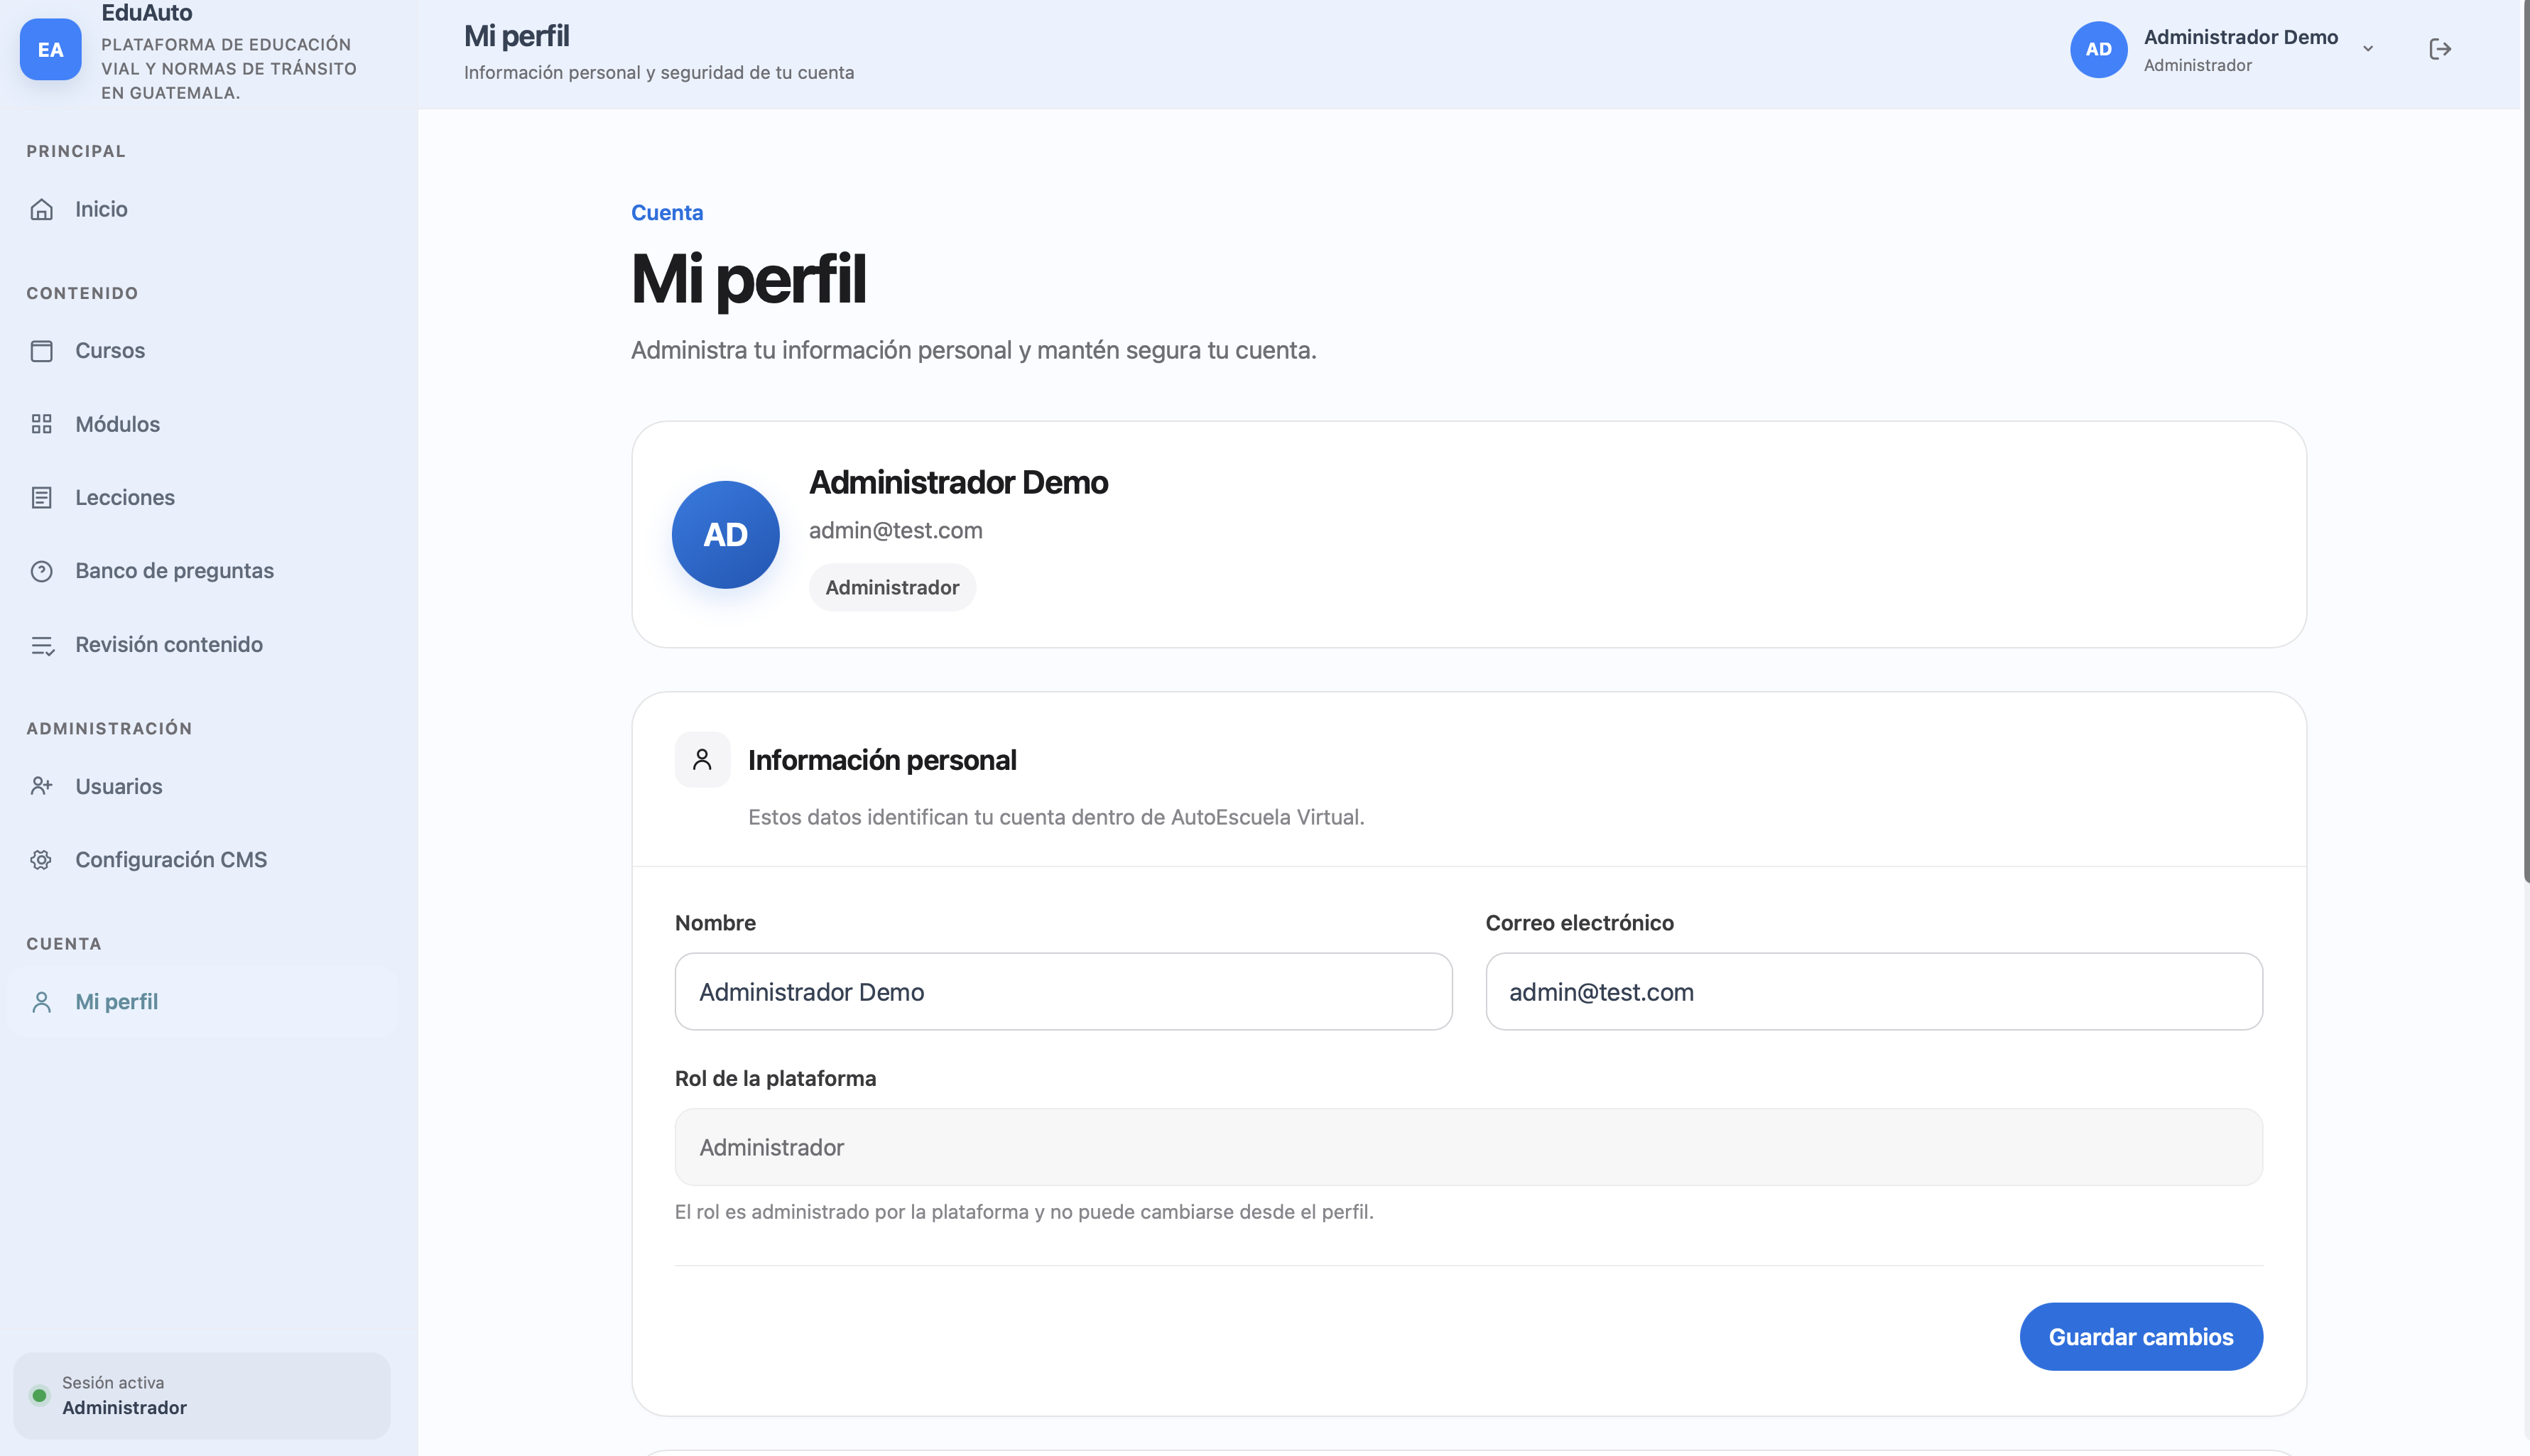 EA
EduAuto
PLATAFORMA DE EDUCACIÓN
VIAL Y NORMAS DE TRÁNSITO
EN GUATEMALA.
PRINCIPAL
Inicio
CONTENIDO
Cursos
Módulos
Lecciones
Banco de preguntas
Revisión contenido
ADMINISTRACIÓN
Usuarios
Configuración CMS
CUENTA
Mi perfil
Sesión activa
Administrador
Mi perfil
Información personal y seguridad de tu cuenta
AD
Administrador Demo
Administrador
Cuenta
Mi perfil
Administra tu información personal y mantén segura tu cuenta.
AD
Administrador Demo
admin@test.com
Administrador
Información personal
Estos datos identifican tu cuenta dentro de AutoEscuela Virtual.
Nombre
Administrador Demo
Correo electrónico
admin@test.com
Rol de la plataforma
Administrador
El rol es administrado por la plataforma y no puede cambiarse desde el perfil.
Guardar cambios